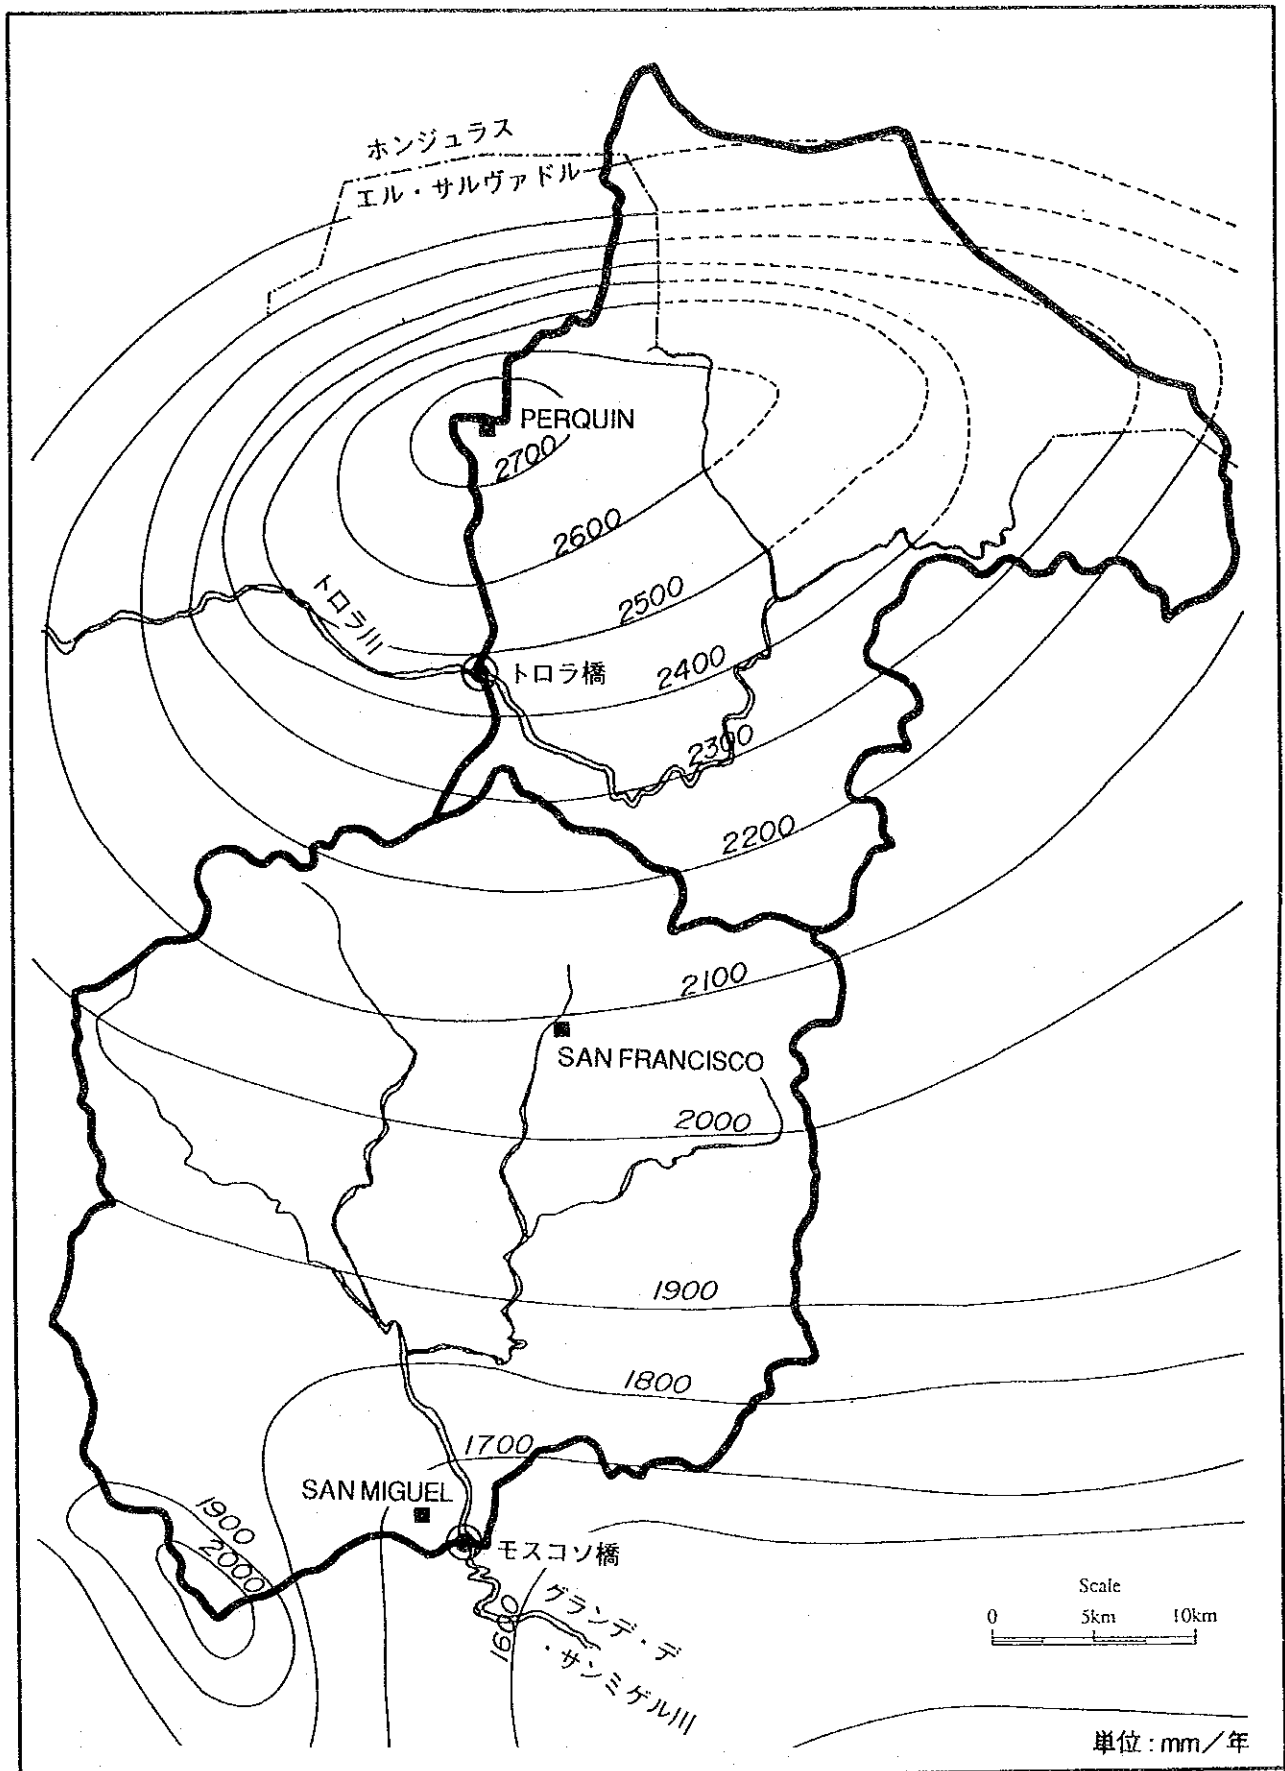 ホンジュラス
エル・サルヴァドル
PERQUIN
2700
2600
トロラ川
2500
トロラ橋
2400
2300
2200
2100
SAN FRANCISCO
2000
1900
1800
1700
SAN MIGUEL
1900
2000
モスコソ橋
1600
グランデ・デ
・サンミゲル川
Scale
0 5km 10km
単位:mm/年